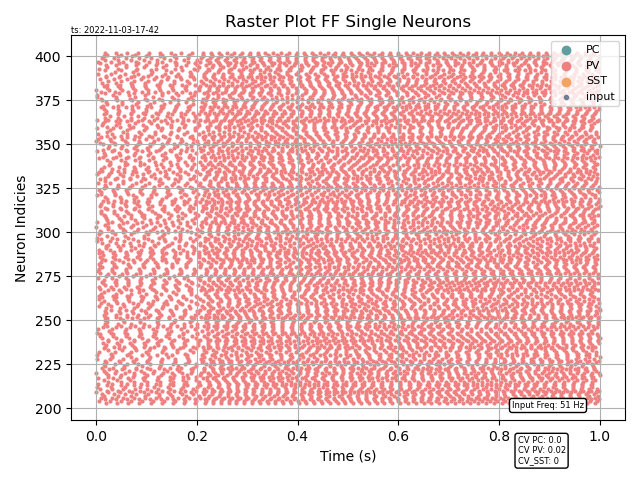 Raster Plot FF Single Neurons
ts: 2022-11-03-17-42
PC
PV
SST
input
400
375
350
325
300
275
250
225
200
Neuron Indicies
Input Freq: 51 Hz
0.0 0.2 0.4 0.6 0.8 1.0
Time (s)
CV PC: 0.0
CV PV: 0.02
CV_SST: 0